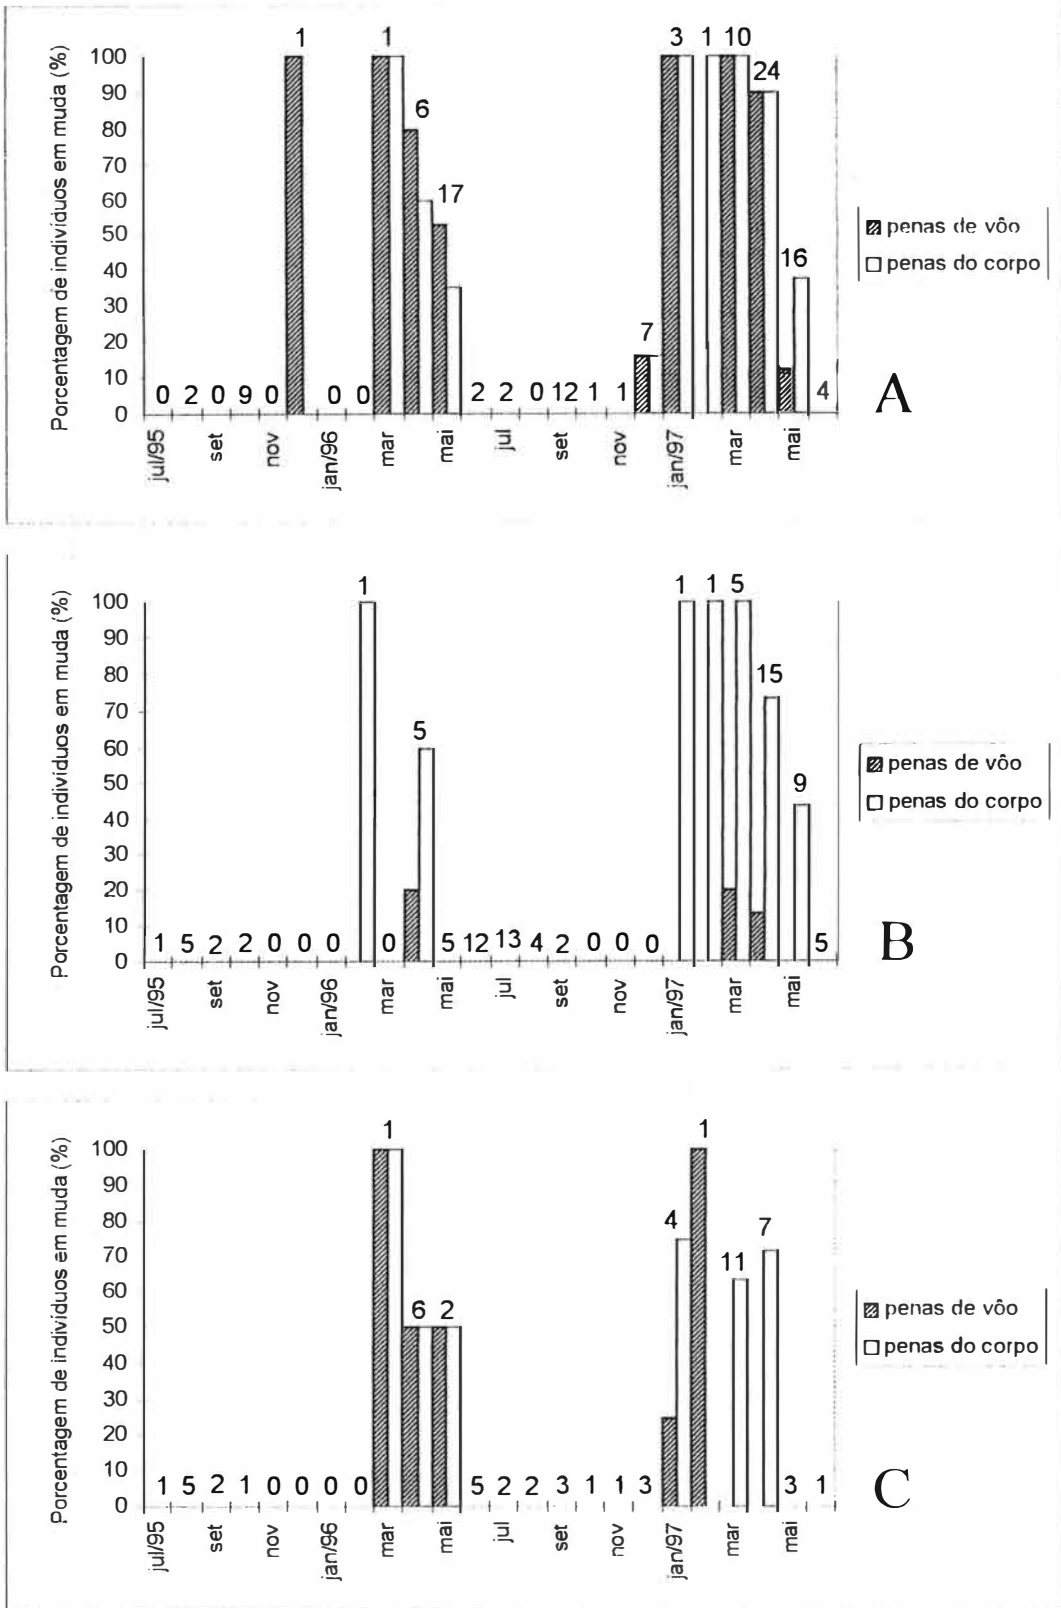 1 1 3 1 10
Porcentagem de indivíduos em muda (%)
100
90
80
70
60
50
40
30
20
10
0
24
6
17
16
7
0 2 0 9 0 0 0 2 2 0 12 1 1 4
penas de vôo
penas do corpo
A
jul/95 set nov jan/96 mar mai jul set nov jan/97 mar mai
1 1 1 5
Porcentagem de indivíduos em muda (%)
100
90
80
70
60
50
40
30
20
10
0
15
5
9
1 5 2 2 0 0 0 0 5 12 13 4 2 0 0 0 5
penas de vôo
penas do corpo
B
jul/95 set nov jan/96 mar mai jul set nov jan/97 mar mai
1 1
Porcentagem de indivíduos em muda (%)
100
90
80
70
60
50
40
30
20
10
0
4 7
11
6 2
1 5 2 1 0 0 0 0 5 2 2 3 1 1 3 3 1
penas de vôo
penas do corpo
C
jul/95 set nov jan/96 mar mai jul set nov jan/97 mar mai